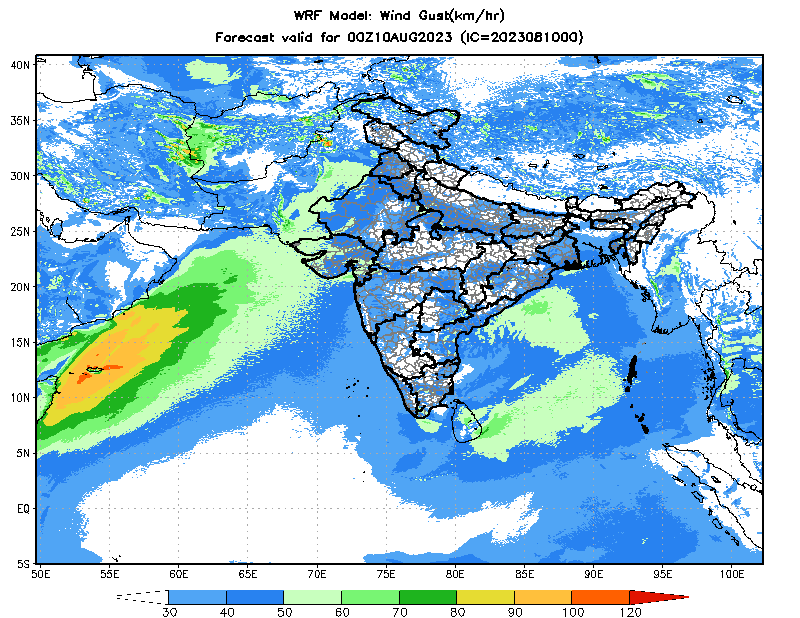 WRF Model: Wind Gust(km/hr)
Forecast valid for 00Z10AUG2023 (IC=2023081000)
40N
35N
30N
25N
20N
15N
10N
5N
EQ
5S
50E 55E 60E 65E 70E 75E 80E 85E 90E 95E 100E
30 40 50 60 70 80 90 100 120